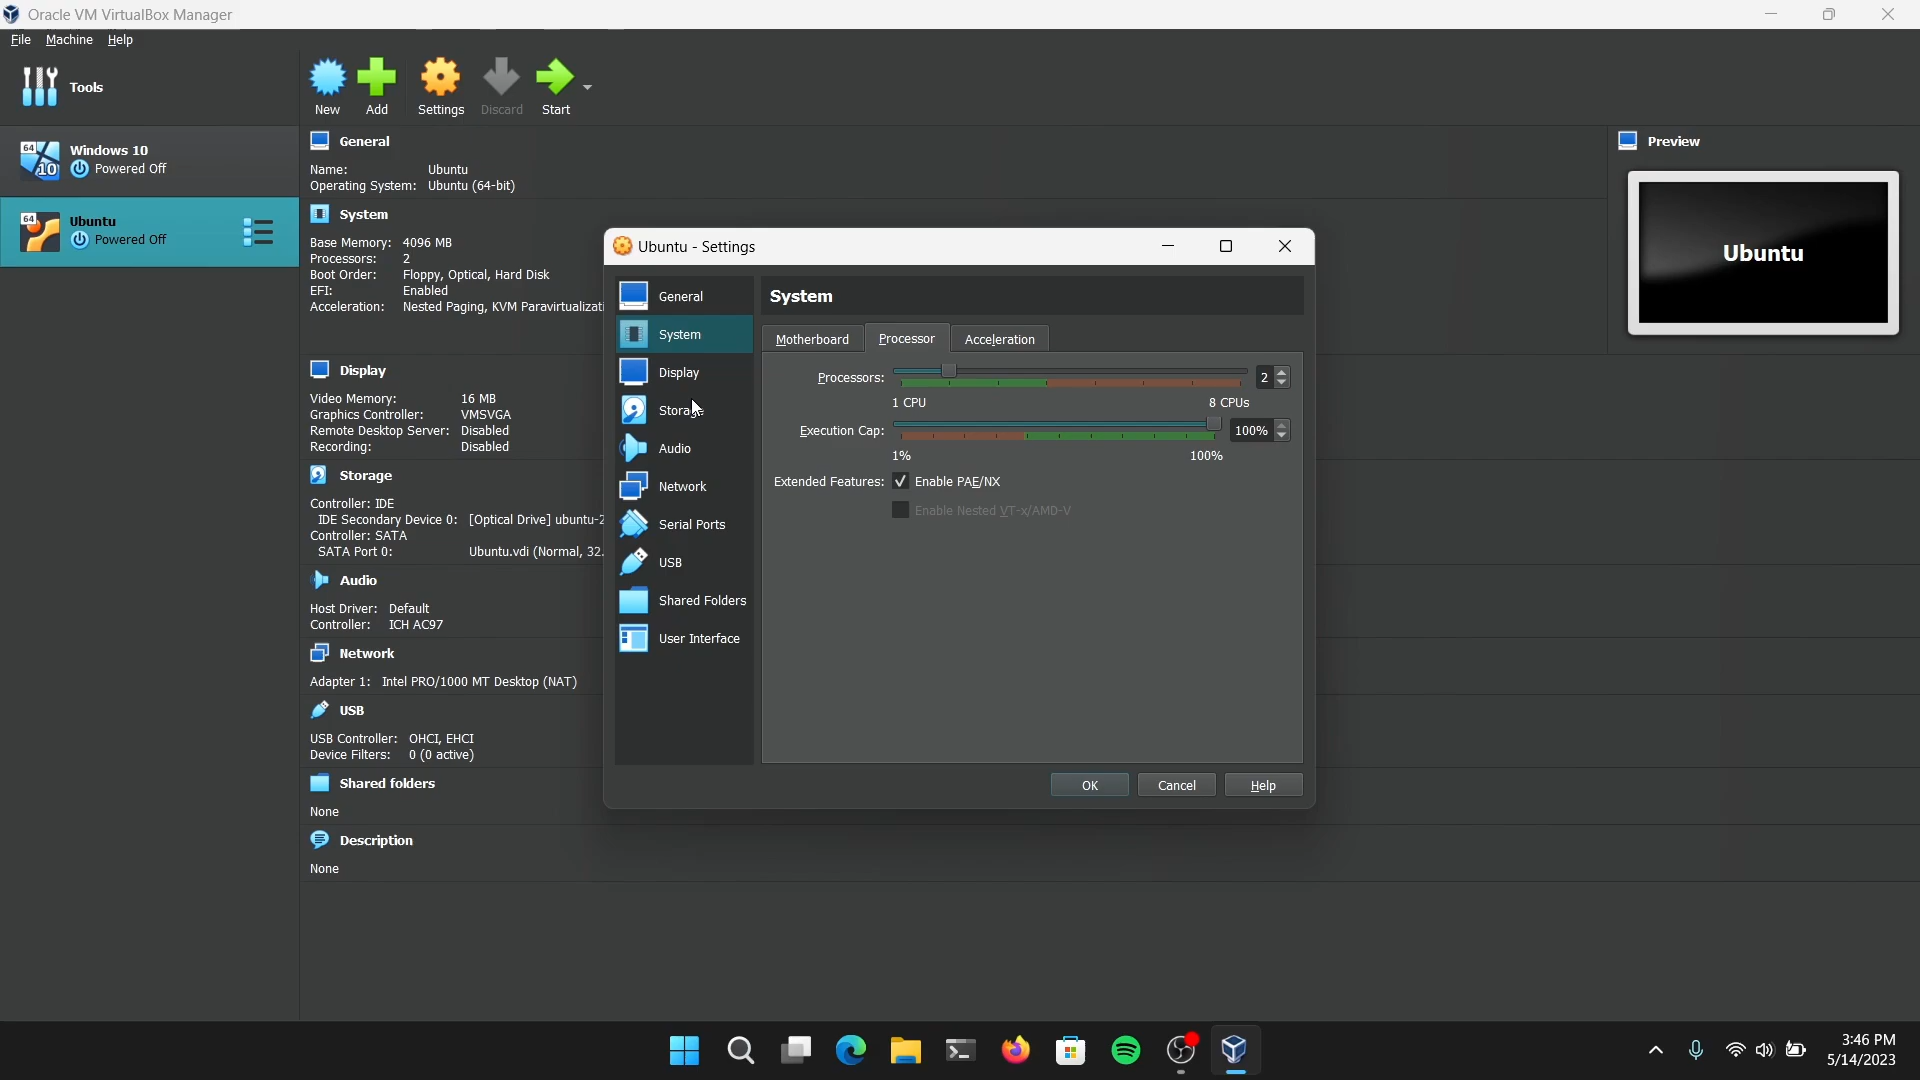 Oracle VM VirtualBox Manager
File Machine Help
Tools
New Add Settings Discard Start
64
10
Windows 10
Powered Off
64
Ubuntu
Powered Off
General
Name: Ubuntu
Operating System: Ubuntu (64-bit)
System
Base Memory: 4096 MB
Processors: 2
Boot Order: Floppy, Optical, Hard Disk
EFI: Enabled
Acceleration: Nested Paging, KVM Paravirtualizati
Display
Video Memory: 16 MB
Graphics Controller: VMSVGA
Remote Desktop Server: Disabled
Recording: Disabled
Storage
Controller: IDE
IDE Secondary Device 0: [Optical Drive] ubuntu-2
Controller: SATA
SATA Port 0: Ubuntu.vdi (Normal, 32.
Audio
Host Driver: Default
Controller: ICH AC97
Network
Adapter 1: Intel PRO/1000 MT Desktop (NAT)
USB
USB Controller: OHCI, EHCI
Device Filters: 0 (0 active)
Shared folders
None
Description
None
Preview
Ubuntu
Ubuntu - Settings
General
System
Display
Storage
Audio
Network
Serial Ports
USB
Shared Folders
User Interface
System
Motherboard Processor Acceleration
Processors: 2
1 CPU 8 CPUs
Execution Cap: 100%
1% 100%
Extended Features: Enable PAE/NX
Enable Nested VT-x/AMD-V
OK Cancel Help
3:46 PM
5/14/2023